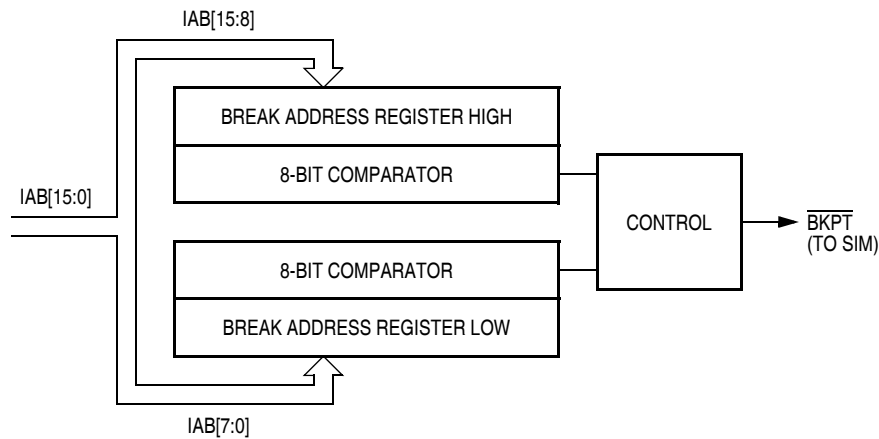 IAB[15:8]
BREAK ADDRESS REGISTER HIGH
8-BIT COMPARATOR
IAB[15:0]
CONTROL
BKPT
(TO SIM)
8-BIT COMPARATOR
BREAK ADDRESS REGISTER LOW
IAB[7:0]